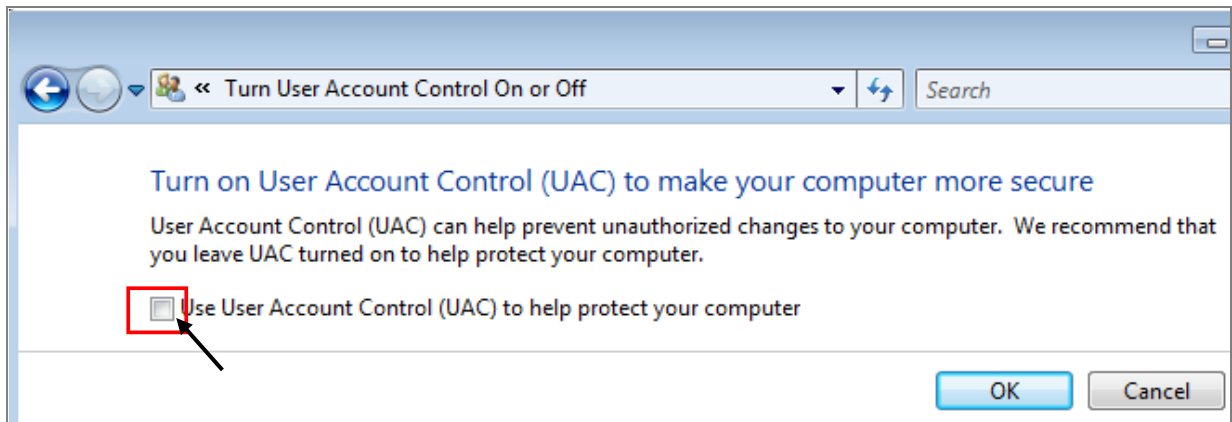 « Turn User Account Control On or Off
Search
Turn on User Account Control (UAC) to make your computer more secure
User Account Control (UAC) can help prevent unauthorized changes to your computer. We recommend that
you leave UAC turned on to help protect your computer.
Use User Account Control (UAC) to help protect your computer
OK
Cancel